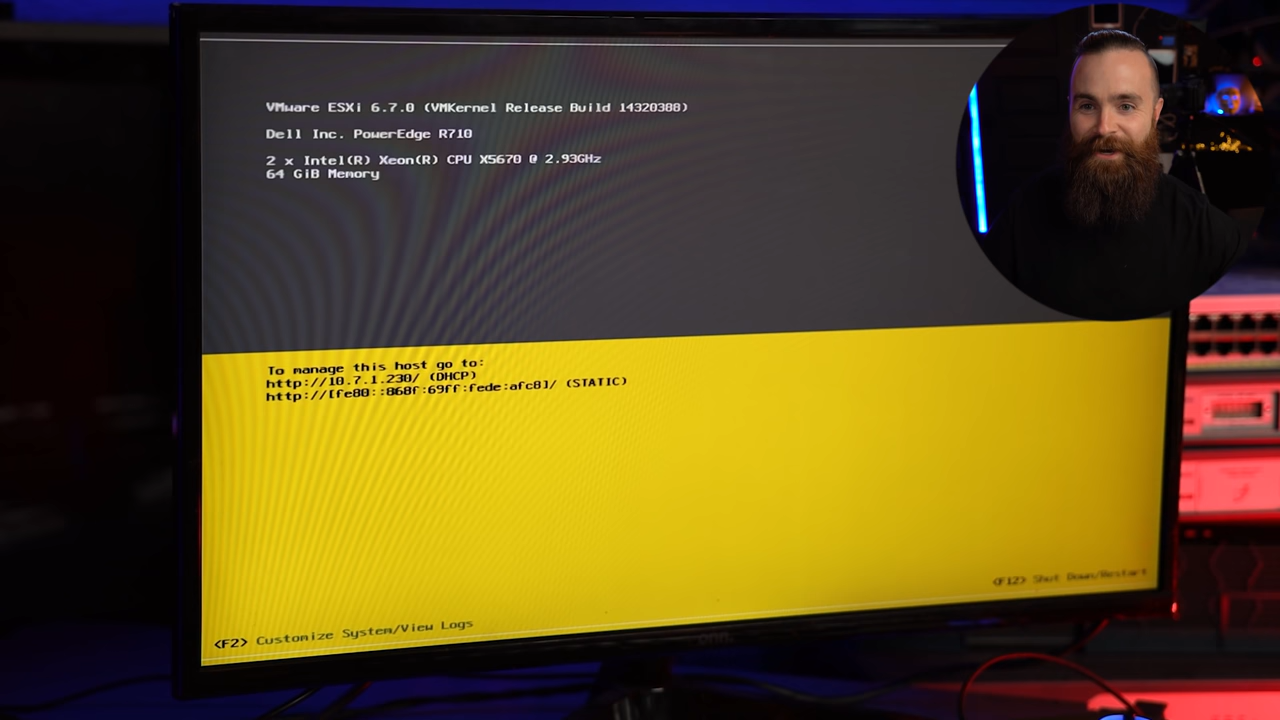 VMware ESXi 6.7.0 (VMKernel Release Build 14320388)
Dell Inc. PowerEdge R710
2 x Intel(R) Xeon(R) CPU X5670 @ 2.93GHz
64 GiB Memory
To manage this host go to:
http://10.7.1.230/ (DHCP)
http://[fe80::868f:69ff:fede:afc8]/ (STATIC)
<F12> Shut Down/Restart
<F2> Customize System/View Logs
onn.